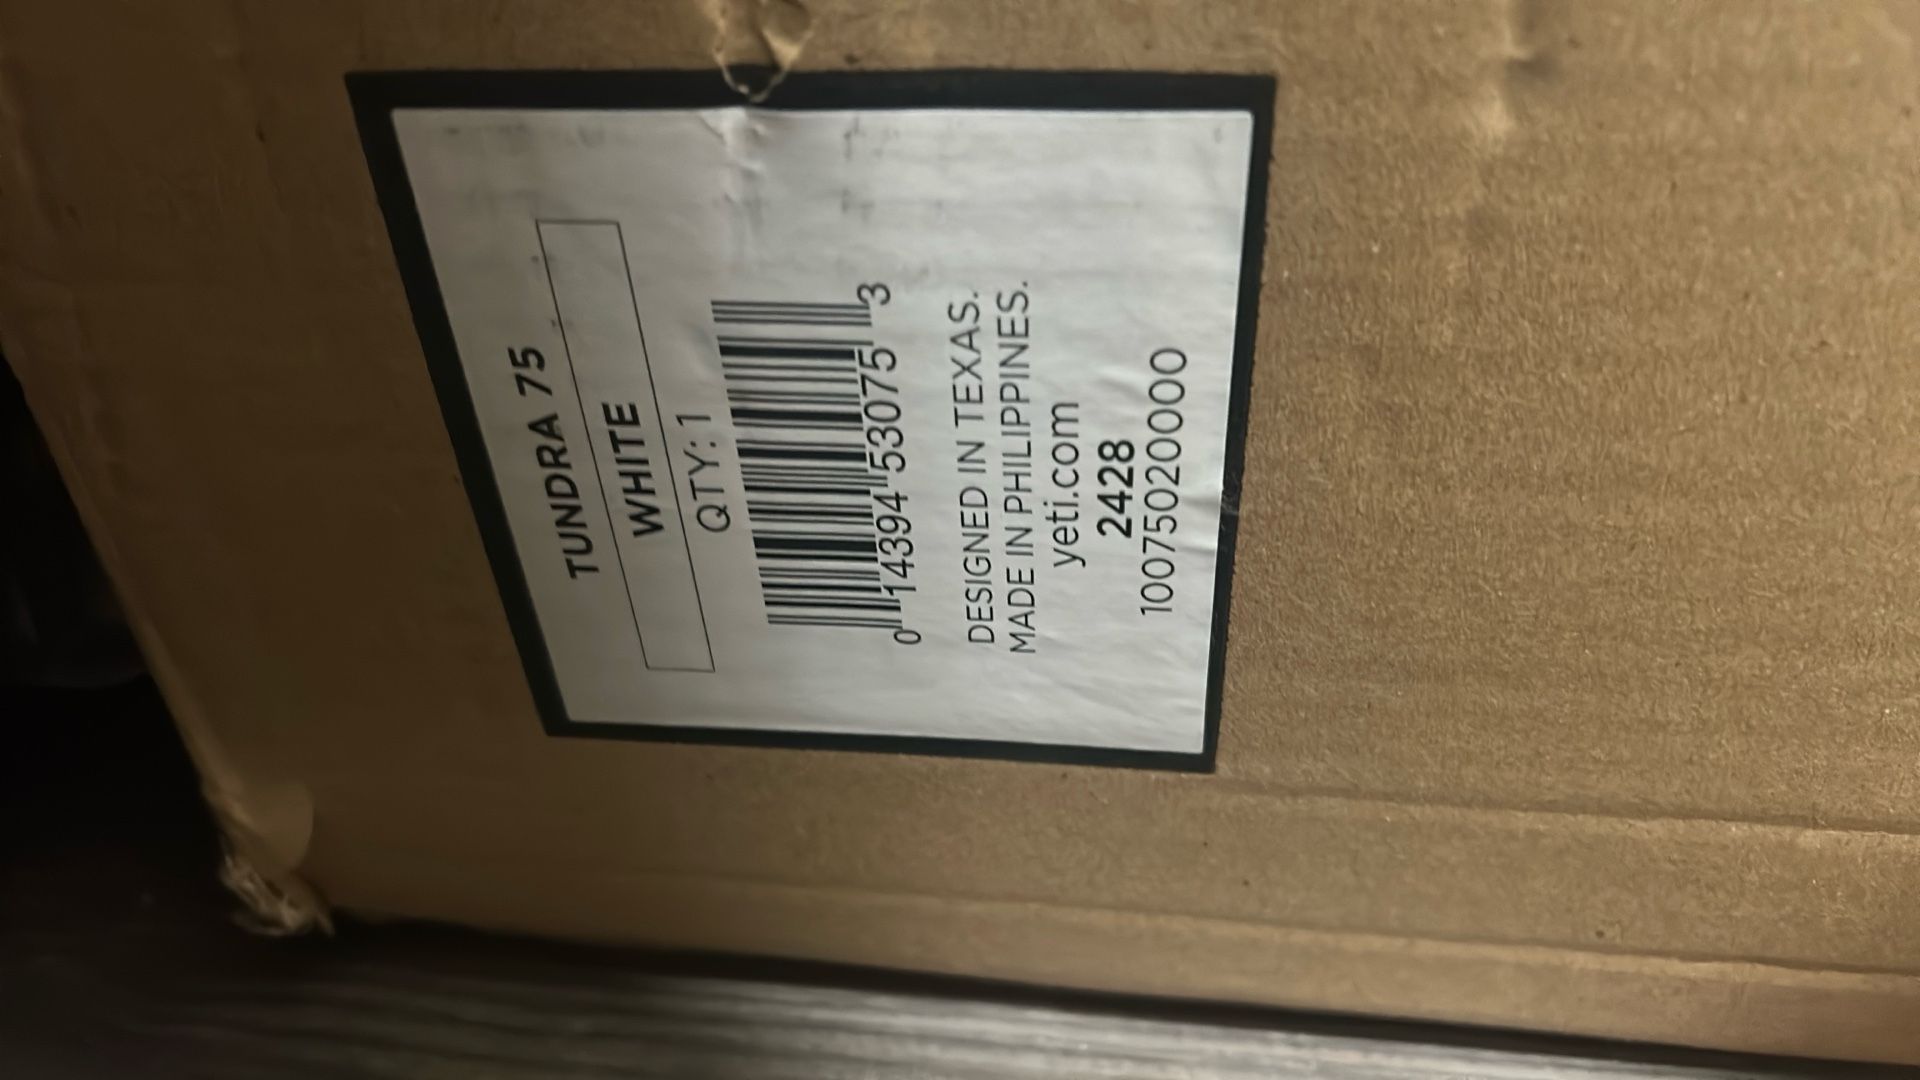 TUNDRA 75
WHITE
QTY: 1
0 14394 53075 3
DESIGNED IN TEXAS.
MADE IN PHILIPPINES.
yeti.com
2428
10075020000